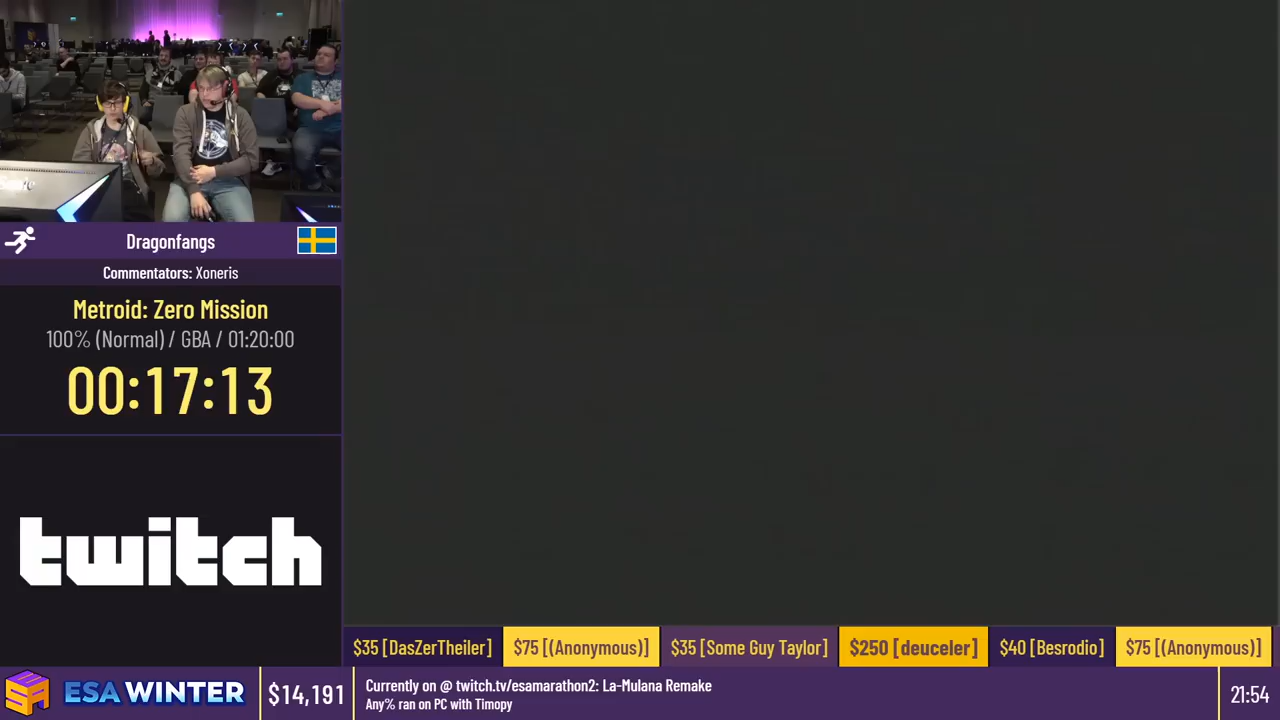 Dragonfangs
Commentators: Xoneris
Metroid: Zero Mission
100% (Normal) / GBA / 01:20:00
00:17:13
twitch
$35 [DasZerTheiler]
$75 [(Anonymous)]
$35 [Some Guy Taylor]
$250 [deuceler]
$40 [Besrodio]
$75 [(Anonymous)]
ESA WINTER
$14,191
Currently on @ twitch.tv/esamarathon2: La-Mulana Remake
Any% ran on PC with Timopy
21:54